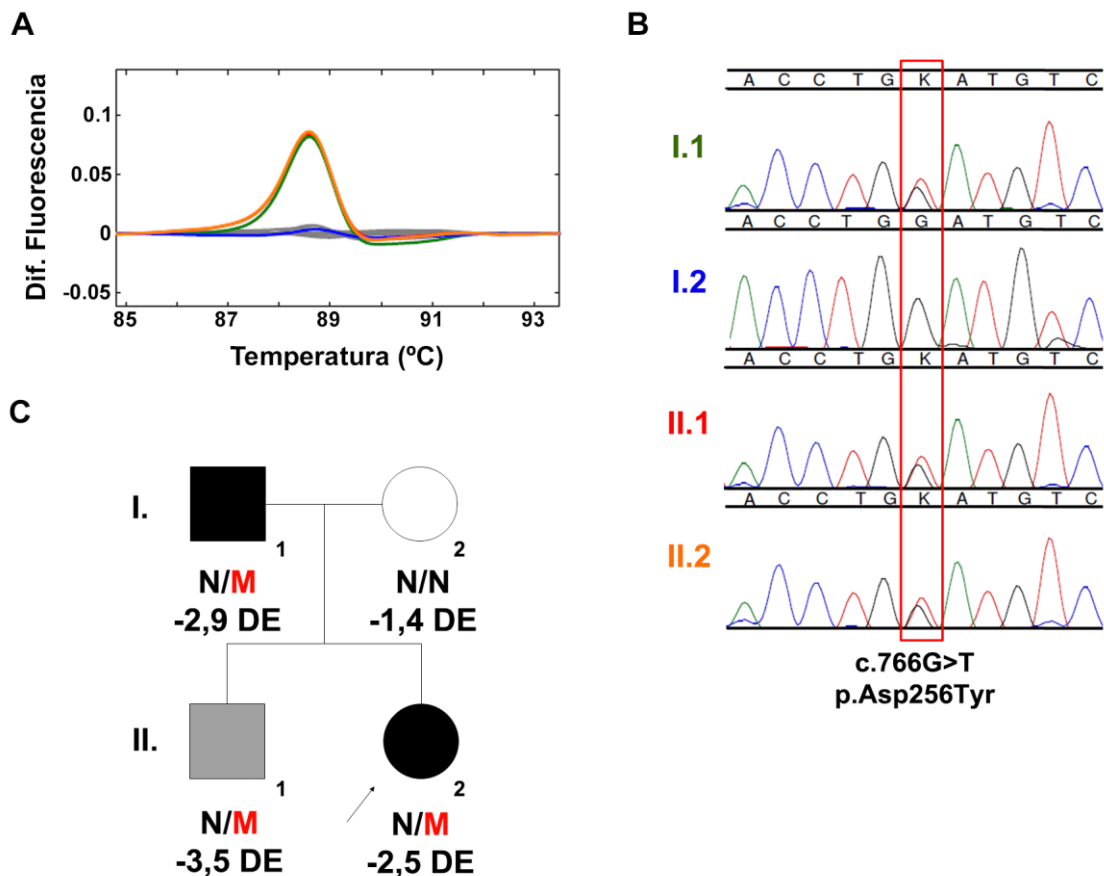 A
Dif. Fluorescencia
0.1
0.05
0
-0.05
85 87 89 91 93
Temperatura (ºC)
B
A C C T G K A T G T C
I.1
A C C T G G A T G T C
I.2
A C C T G K A T G T C
II.1
A C C T G K A T G T C
II.2
c.766G>T
p.Asp256Tyr
C
I.
1
2
N/M
N/N
-2,9 DE
-1,4 DE
II.
1
2
N/M
N/M
-3,5 DE
-2,5 DE